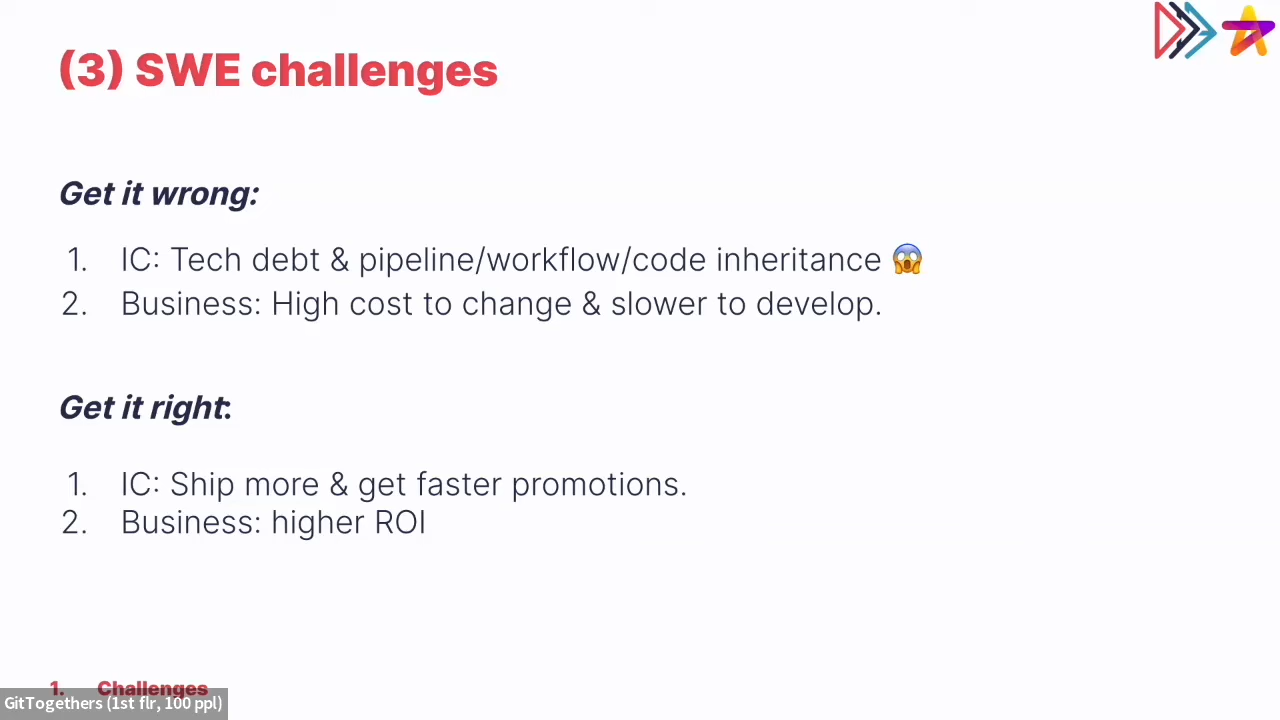 (3) SWE challenges
Get it wrong:
1. IC: Tech debt & pipeline/workflow/code inheritance 😱
2. Business: High cost to change & slower to develop.
Get it right:
1. IC: Ship more & get faster promotions.
2. Business: higher ROI
1. Challenges
GitTogethers (1st flr, 100 ppl)